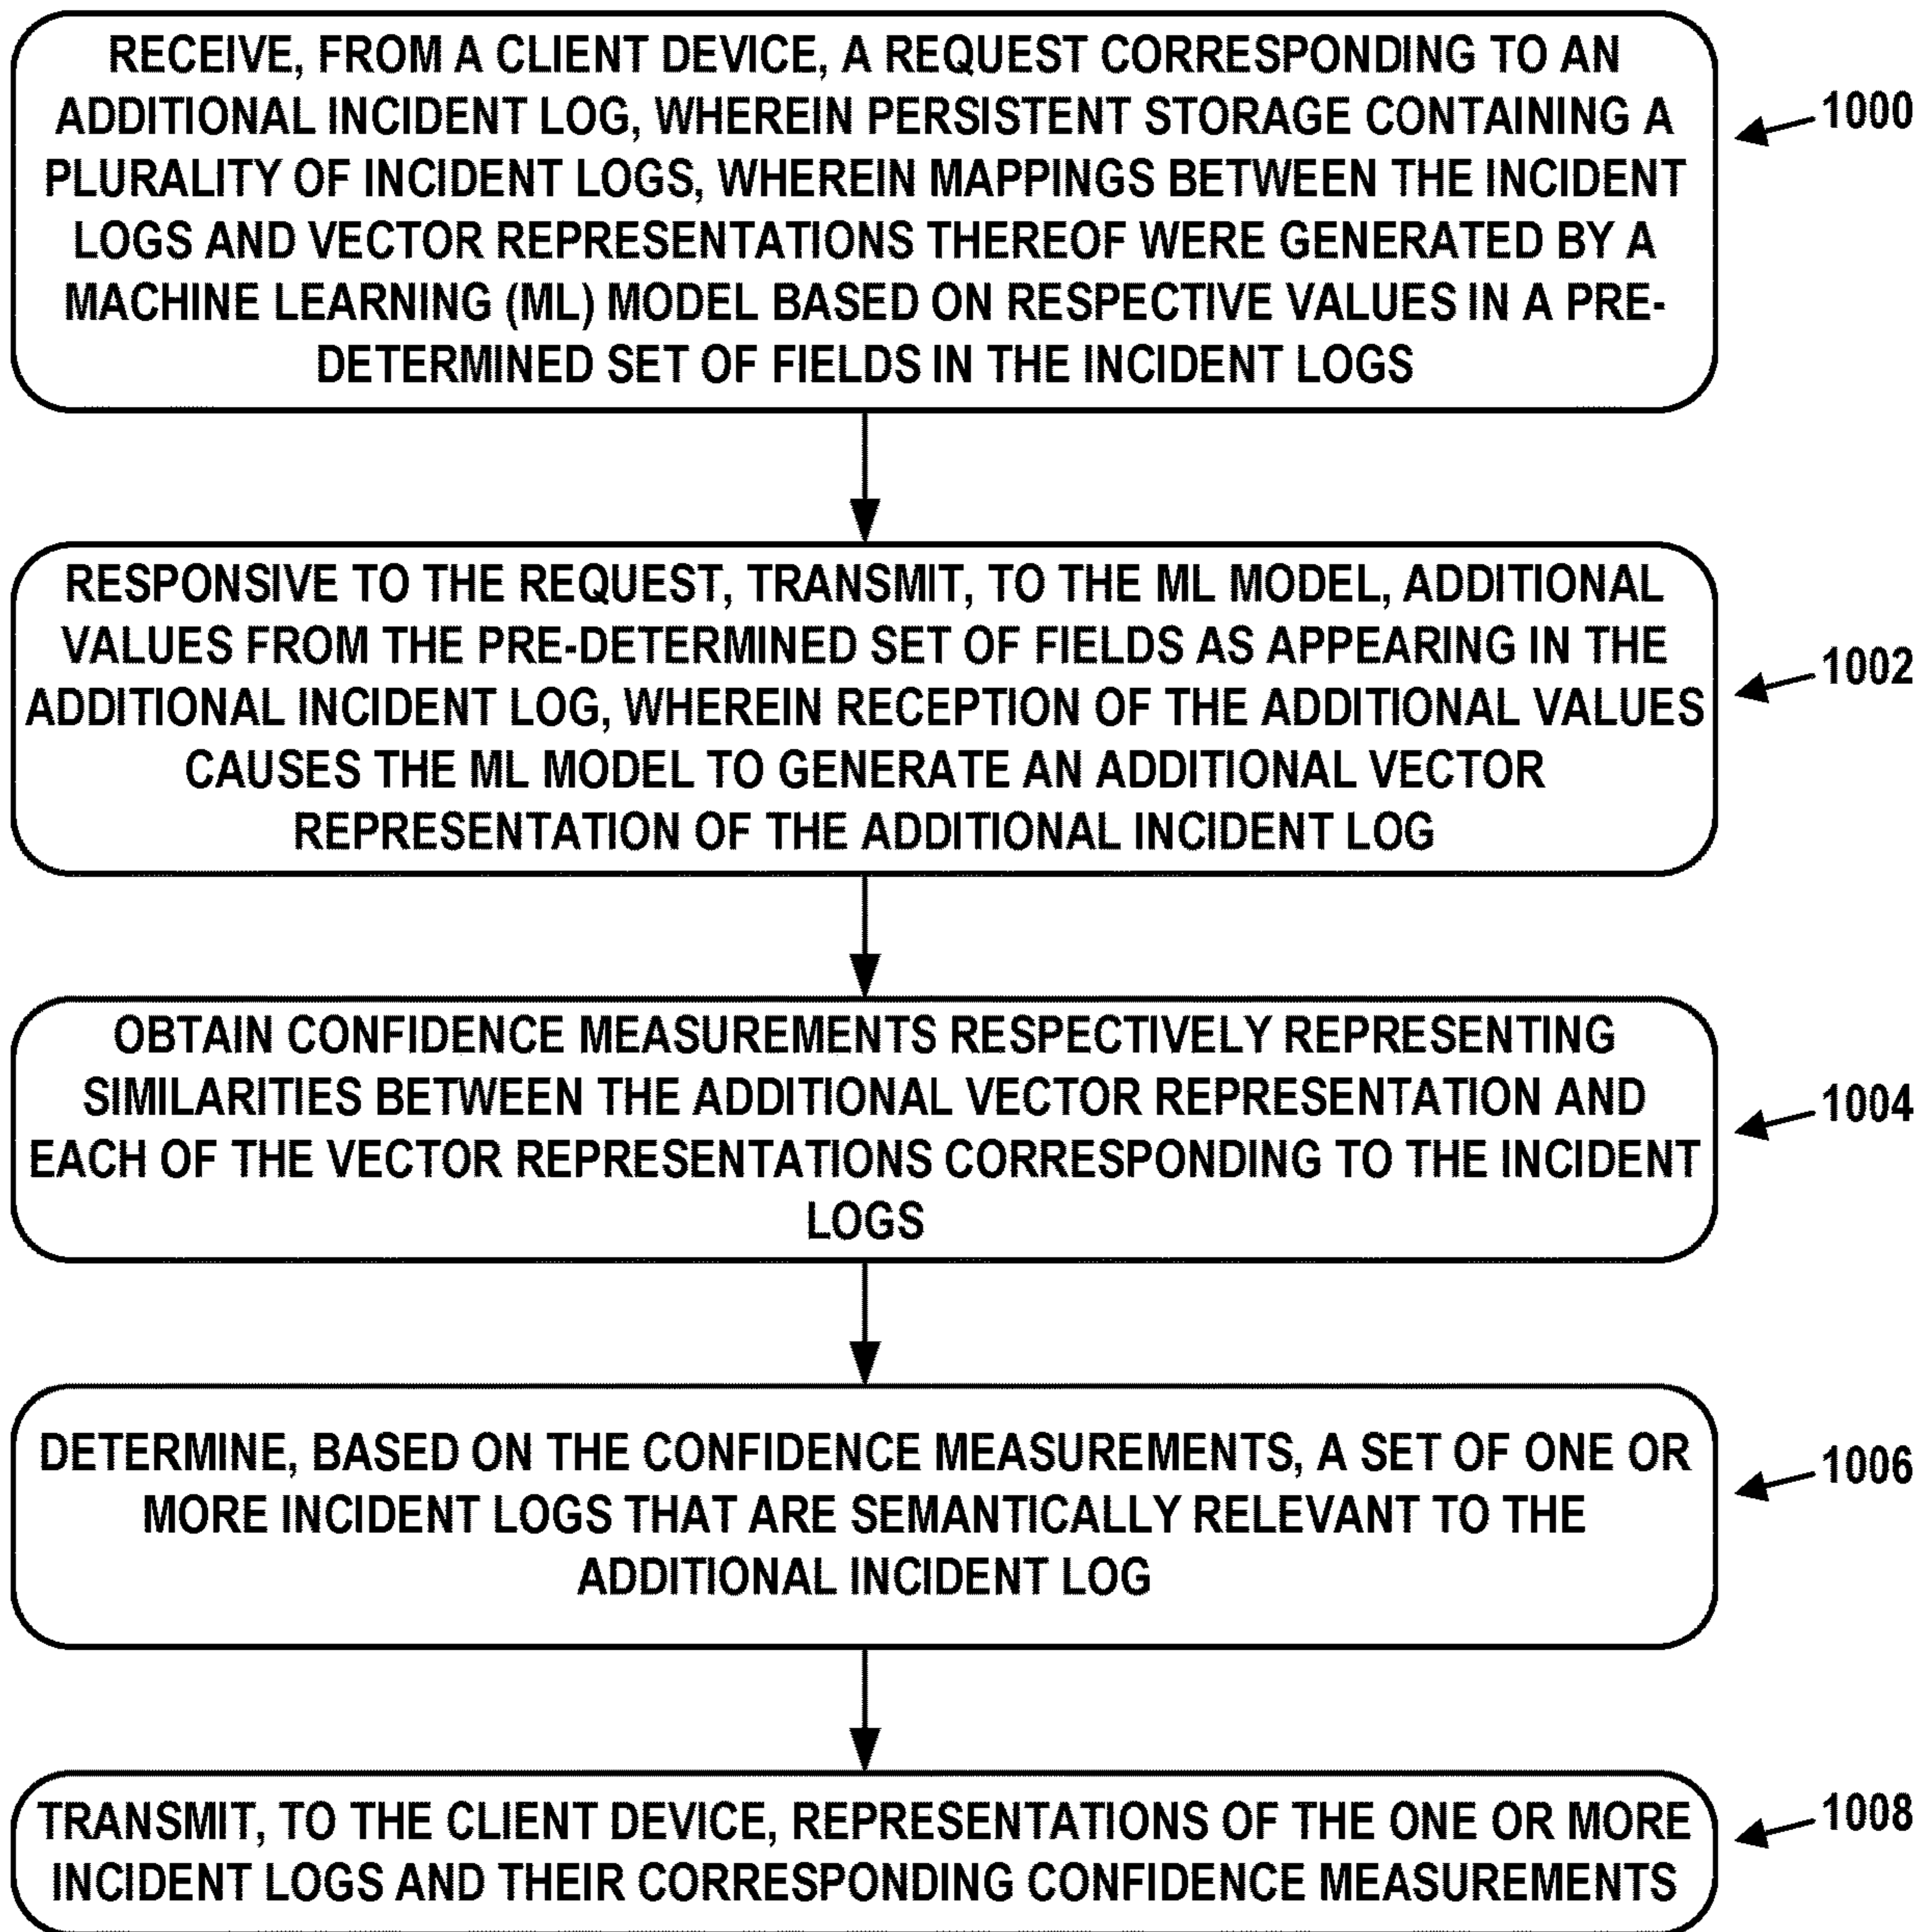 RECEIVE, FROM A CLIENT DEVICE, A REQUEST CORRESPONDING TO AN
ADDITIONAL INCIDENT LOG, WHEREIN PERSISTENT STORAGE CONTAINING A
PLURALITY OF INCIDENT LOGS, WHEREIN MAPPINGS BETWEEN THE INCIDENT
LOGS AND VECTOR REPRESENTATIONS THEREOF WERE GENERATED BY A
MACHINE LEARNING (ML) MODEL BASED ON RESPECTIVE VALUES IN A PRE-
DETERMINED SET OF FIELDS IN THE INCIDENT LOGS
1000
RESPONSIVE TO THE REQUEST, TRANSMIT, TO THE ML MODEL, ADDITIONAL
VALUES FROM THE PRE-DETERMINED SET OF FIELDS AS APPEARING IN THE
ADDITIONAL INCIDENT LOG, WHEREIN RECEPTION OF THE ADDITIONAL VALUES
CAUSES THE ML MODEL TO GENERATE AN ADDITIONAL VECTOR
REPRESENTATION OF THE ADDITIONAL INCIDENT LOG
1002
OBTAIN CONFIDENCE MEASUREMENTS RESPECTIVELY REPRESENTING
SIMILARITIES BETWEEN THE ADDITIONAL VECTOR REPRESENTATION AND
EACH OF THE VECTOR REPRESENTATIONS CORRESPONDING TO THE INCIDENT
LOGS
1004
DETERMINE, BASED ON THE CONFIDENCE MEASUREMENTS, A SET OF ONE OR
MORE INCIDENT LOGS THAT ARE SEMANTICALLY RELEVANT TO THE
ADDITIONAL INCIDENT LOG
1006
TRANSMIT, TO THE CLIENT DEVICE, REPRESENTATIONS OF THE ONE OR MORE
INCIDENT LOGS AND THEIR CORRESPONDING CONFIDENCE MEASUREMENTS
1008